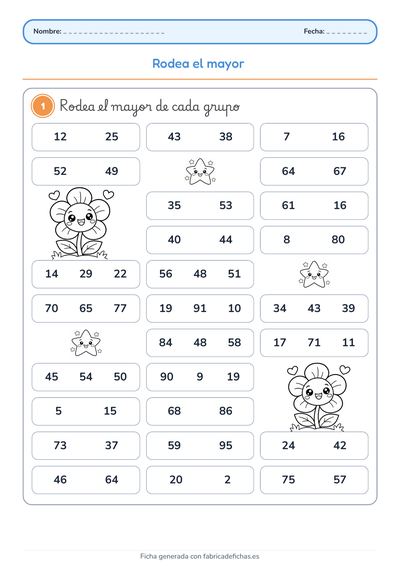 Nombre:
Fecha:
Rodea el mayor
1 Rodea el mayor de cada grupo
12 25 43 38 7 16
52 49 64 67
35 53 61 16
40 44 8 80
14 29 22 56 48 51
70 65 77 19 91 10 34 43 39
84 48 58 17 71 11
45 54 50 90 9 19
5 15 68 86
73 37 59 95 24 42
46 64 20 2 75 57
Ficha generada con fabricadefichas.es